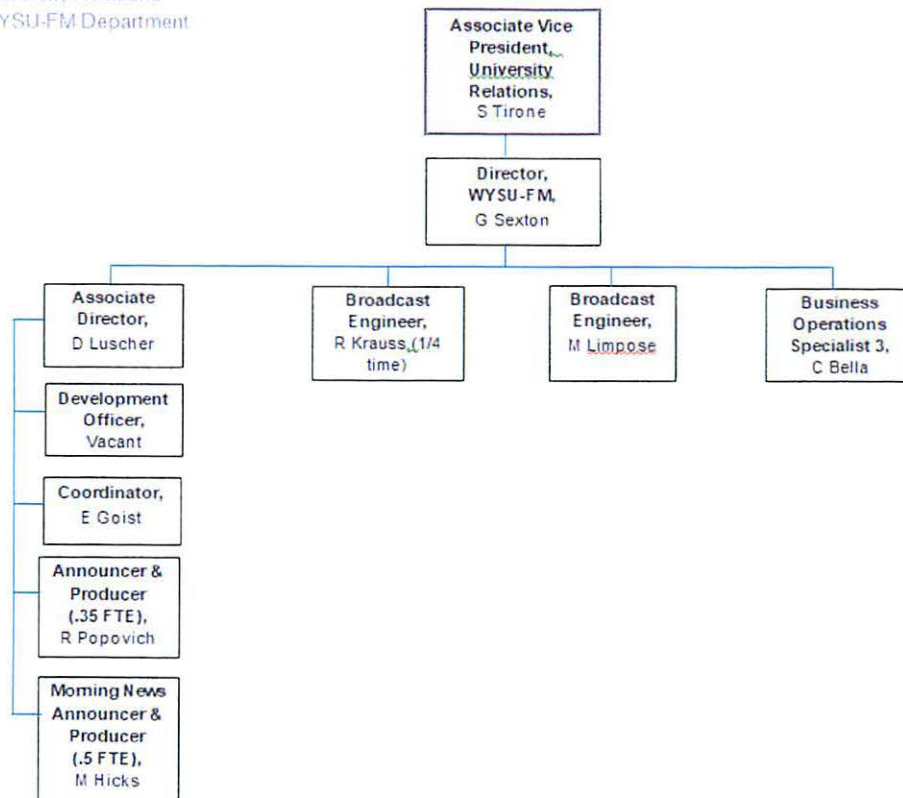 YSU-FM Department
Associate Vice
President,
University
Relations,
S Tirone
Director,
WYSU-FM,
G Sexton
Associate
Director,
D Luscher
Broadcast
Engineer,
R Krauss,(1/4
time)
Broadcast
Engineer,
M Limpose
Business
Operations
Specialist 3,
C Bella
Development
Officer,
Vacant
Coordinator,
E Goist
Announcer &
Producer
(.35 FTE),
R Popovich
Morning News
Announcer &
Producer
(.5 FTE),
M Hicks